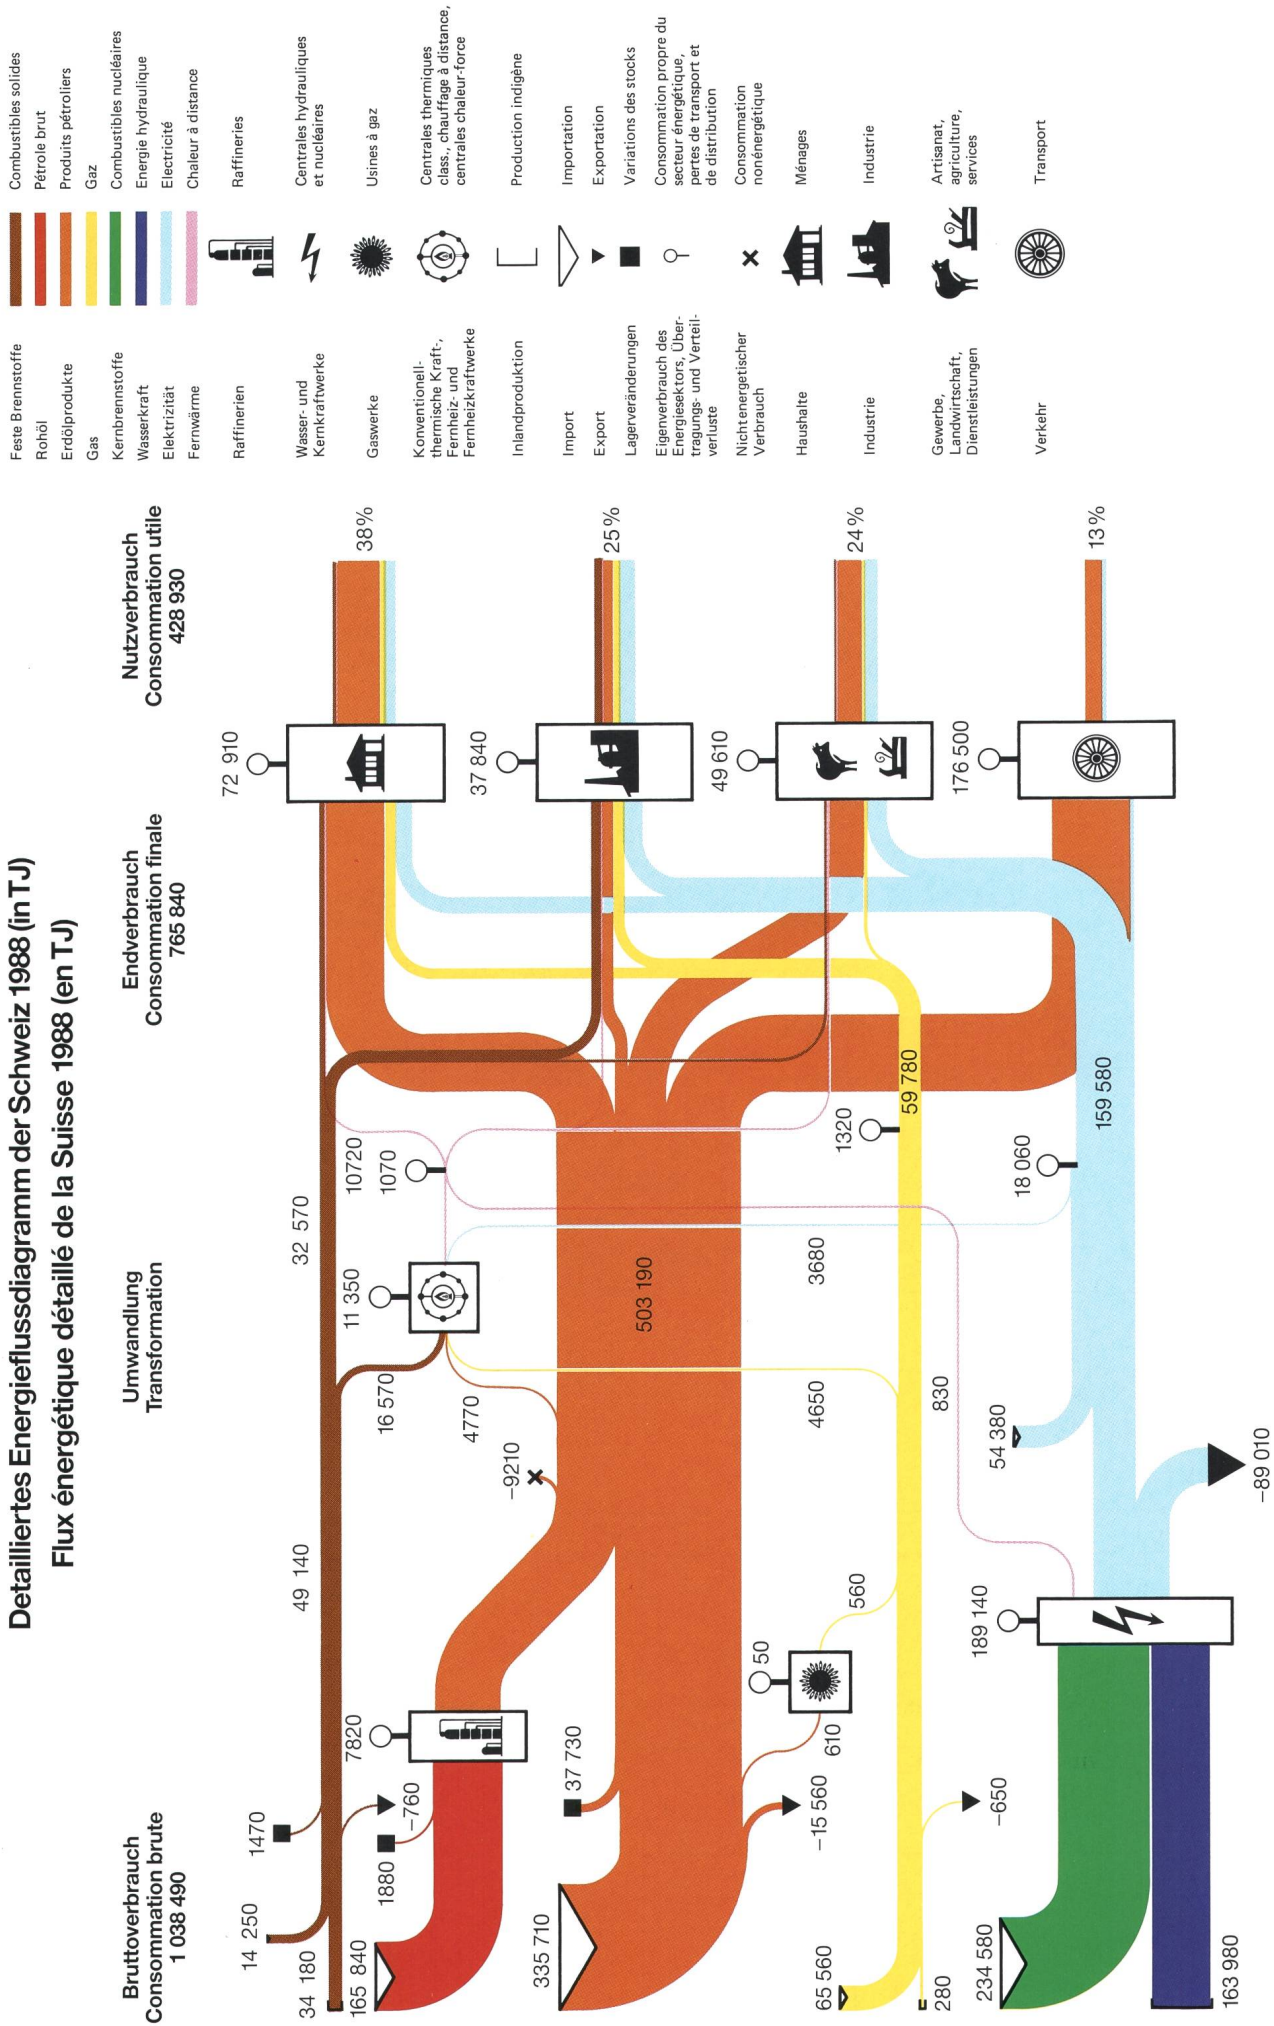 Detailliertes Energieflussdiagramm der Schweiz 1988 (in TJ)
Flux énergétique détaillé de la Suisse 1988 (en TJ)
Bruttoverbrauch
Consommation brute
1 038 490
Umwandlung
Transformation
Endverbrauch
Consommation finale
765 840
Nutzverbrauch
Consommation utile
428 930
14 250
1470
34 180
49 140
32 570
72 910
38%
165 840
1880
−760
7820
16 570
11 350
10720
1070
4770
−9210
37 840
25%
335 710
37 730
503 190
−15 560
610
50
560
4650
3680
1320
49 610
24%
65 560
280
−650
59 780
830
234 580
189 140
54 380
18 060
159 580
176 500
13%
163 980
−89 010
Feste Brennstoffe
Combustibles solides
Rohöl
Pétrole brut
Erdölprodukte
Produits pétroliers
Gas
Gaz
Kernbrennstoffe
Combustibles nucléaires
Wasserkraft
Energie hydraulique
Elektrizität
Electricité
Fernwärme
Chaleur à distance
Raffinerien
Raffineries
Wasser- und
Kernkraftwerke
Centrales hydrauliques
et nucléaires
Gaswerke
Usines à gaz
Konventionell-
thermische Kraft-,
Fernheiz- und
Fernheizkraftwerke
Centrales thermiques
class., chauffage à distance,
centrales chaleur-force
Inlandproduktion
Production indigène
Import
Importation
Export
Exportation
Lagerveränderungen
Variations des stocks
Eigenverbrauch des
Energiesektors, Über-
tragungs- und Verteil-
verluste
Consommation propre du
secteur énergétique,
pertes de transport et
de distribution
Nichtenergetischer
Verbrauch
Consommation
nonénergétique
Haushalte
Ménages
Industrie
Industrie
Gewerbe,
Landwirtschaft,
Dienstleistungen
Artisanat,
agriculture,
services
Verkehr
Transport